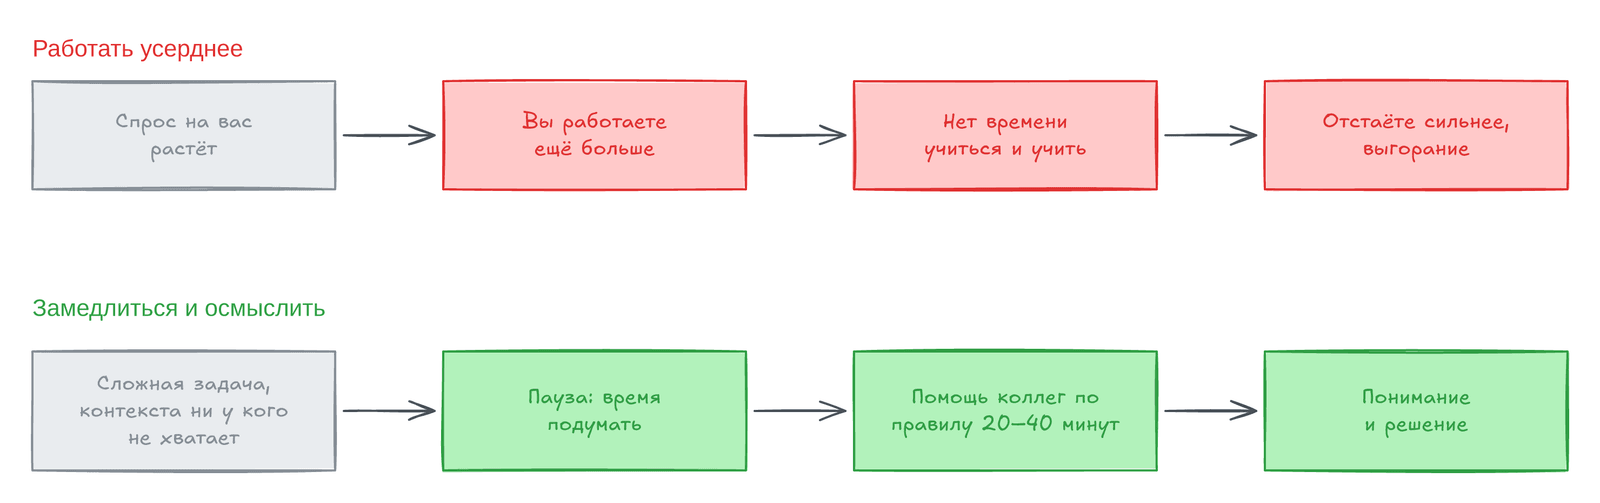 Работать усерднее
Спрос на вас
растёт
Вы работаете
ещё больше
Нет времени
учиться и учить
Отстаёте сильнее,
выгорание
Замедлиться и осмыслить
Сложная задача,
контекста ни у кого
не хватает
Пауза: время
подумать
Помощь коллег по
правилу 20–40 минут
Понимание
и решение